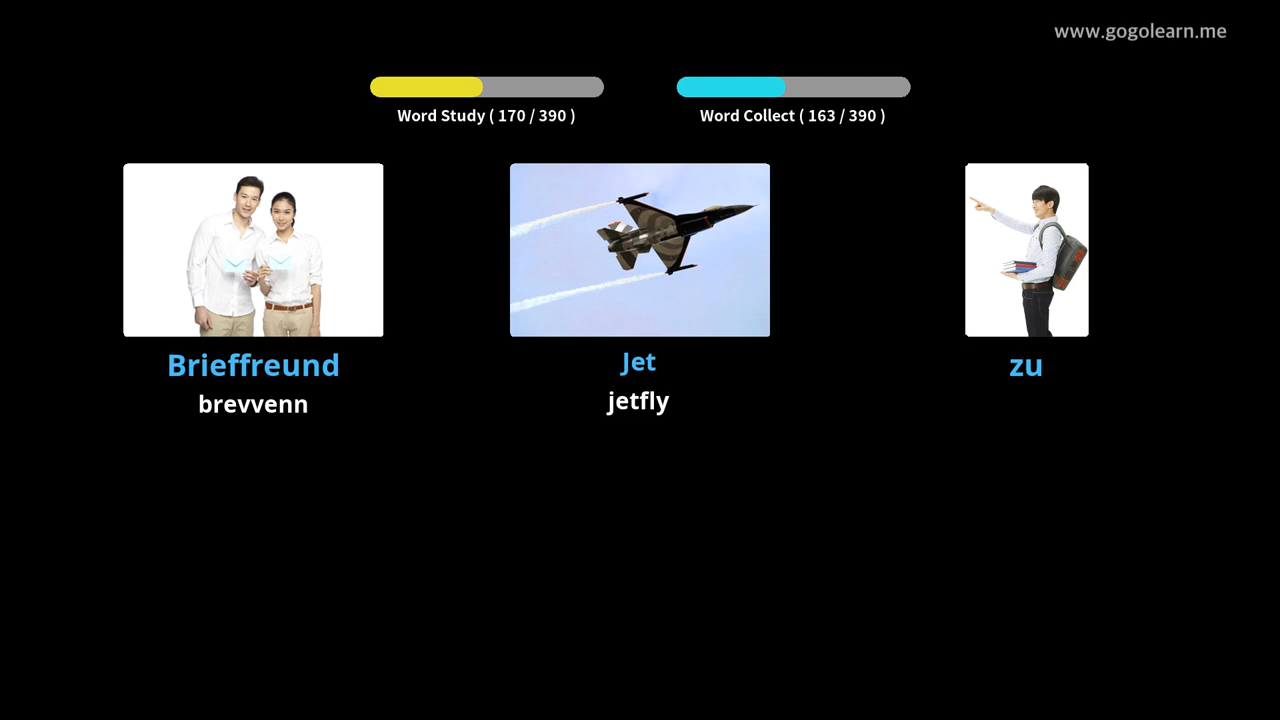 www.gogolearn.me
Word Study ( 170 / 390 )
Word Collect ( 163 / 390 )
Brieffreund
brevvenn
Jet
jetfly
zu